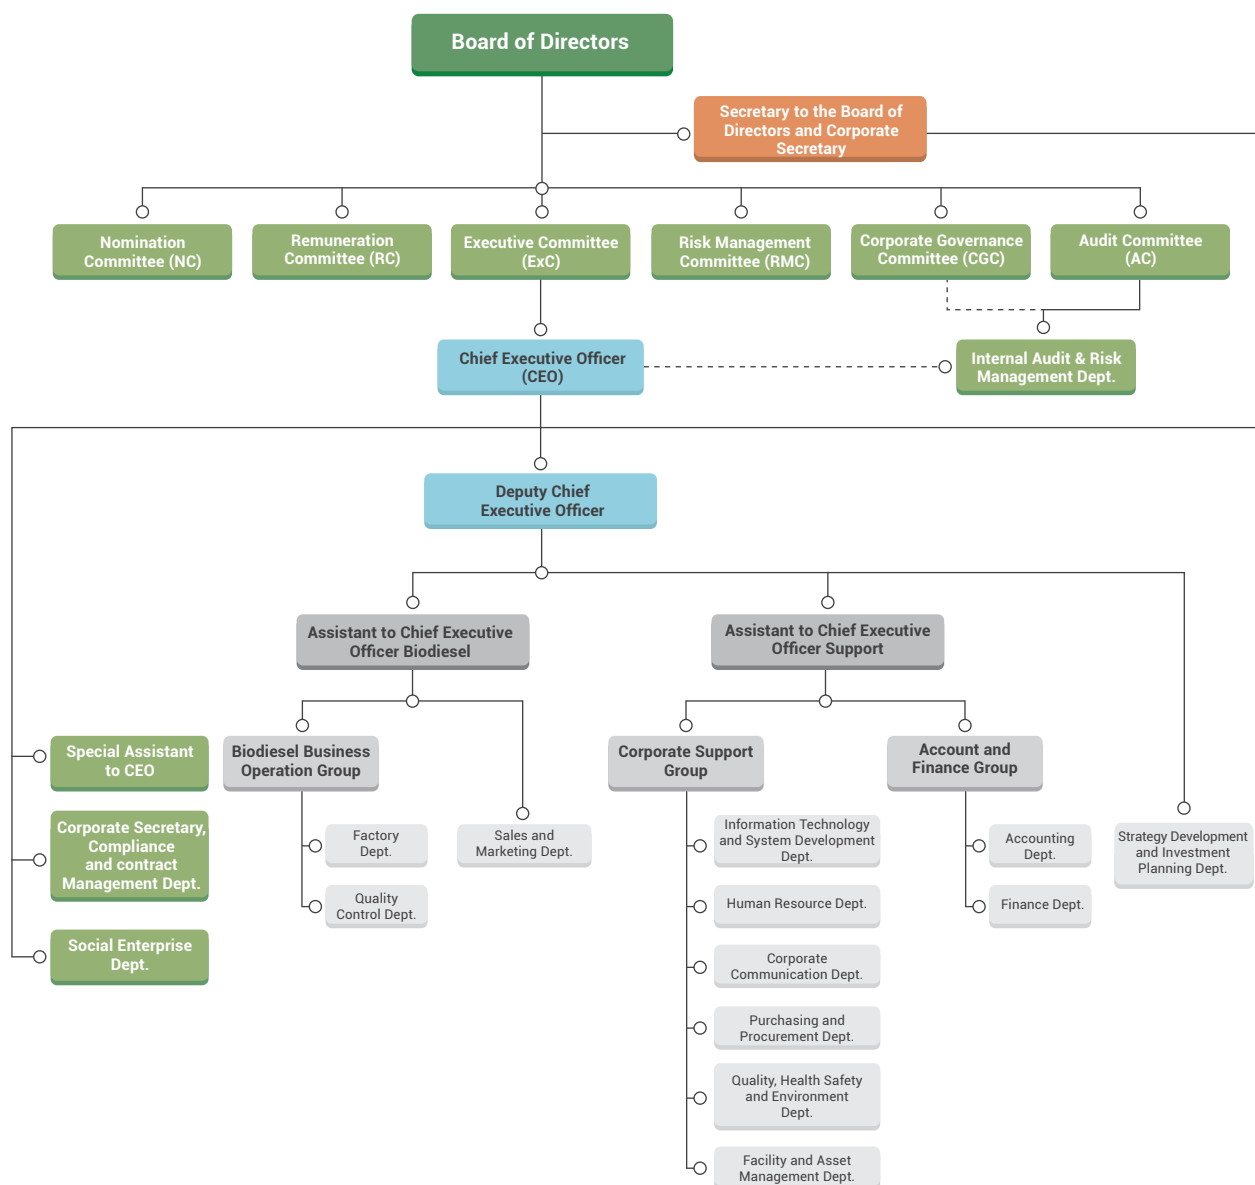 Board of Directors
Secretary to the Board of
Directors and Corporate
Secretary
Nomination
Committee (NC)
Remuneration
Committee (RC)
Executive Committee
(ExC)
Risk Management
Committee (RMC)
Corporate Governance
Committee (CGC)
Audit Committee
(AC)
Chief Executive Officer
(CEO)
Internal Audit & Risk
Management Dept.
Deputy Chief
Executive Officer
Assistant to Chief Executive
Officer Biodiesel
Assistant to Chief Executive
Officer Support
Special Assistant
to CEO
Biodiesel Business
Operation Group
Corporate Support
Group
Account and
Finance Group
Corporate Secretary,
Compliance
and contract
Management Dept.
Factory
Dept.
Sales and
Marketing Dept.
Information Technology
and System Development
Dept.
Accounting
Dept.
Strategy Development
and Investment
Planning Dept.
Quality
Control Dept.
Human Resource Dept.
Finance Dept.
Social Enterprise
Dept.
Corporate
Communication Dept.
Purchasing and
Procurement Dept.
Quality, Health Safety
and Environment
Dept.
Facility and Asset
Management Dept.